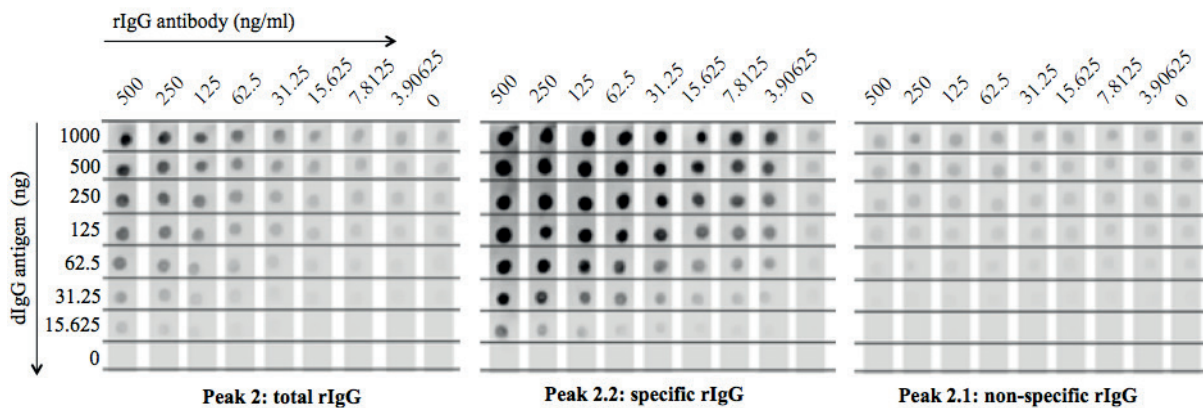 rIgG antibody (ng/ml)
500 250 125 62.5 31.25 15.625 7.8125 3.90625 0
500 250 125 62.5 31.25 15.625 7.8125 3.90625 0
500 250 125 62.5 31.25 15.625 7.8125 3.90625 0
dIgG antigen (ng)
1000
500
250
125
62.5
31.25
15.625
0
Peak 2: total rIgG
Peak 2.2: specific rIgG
Peak 2.1: non-specific rIgG